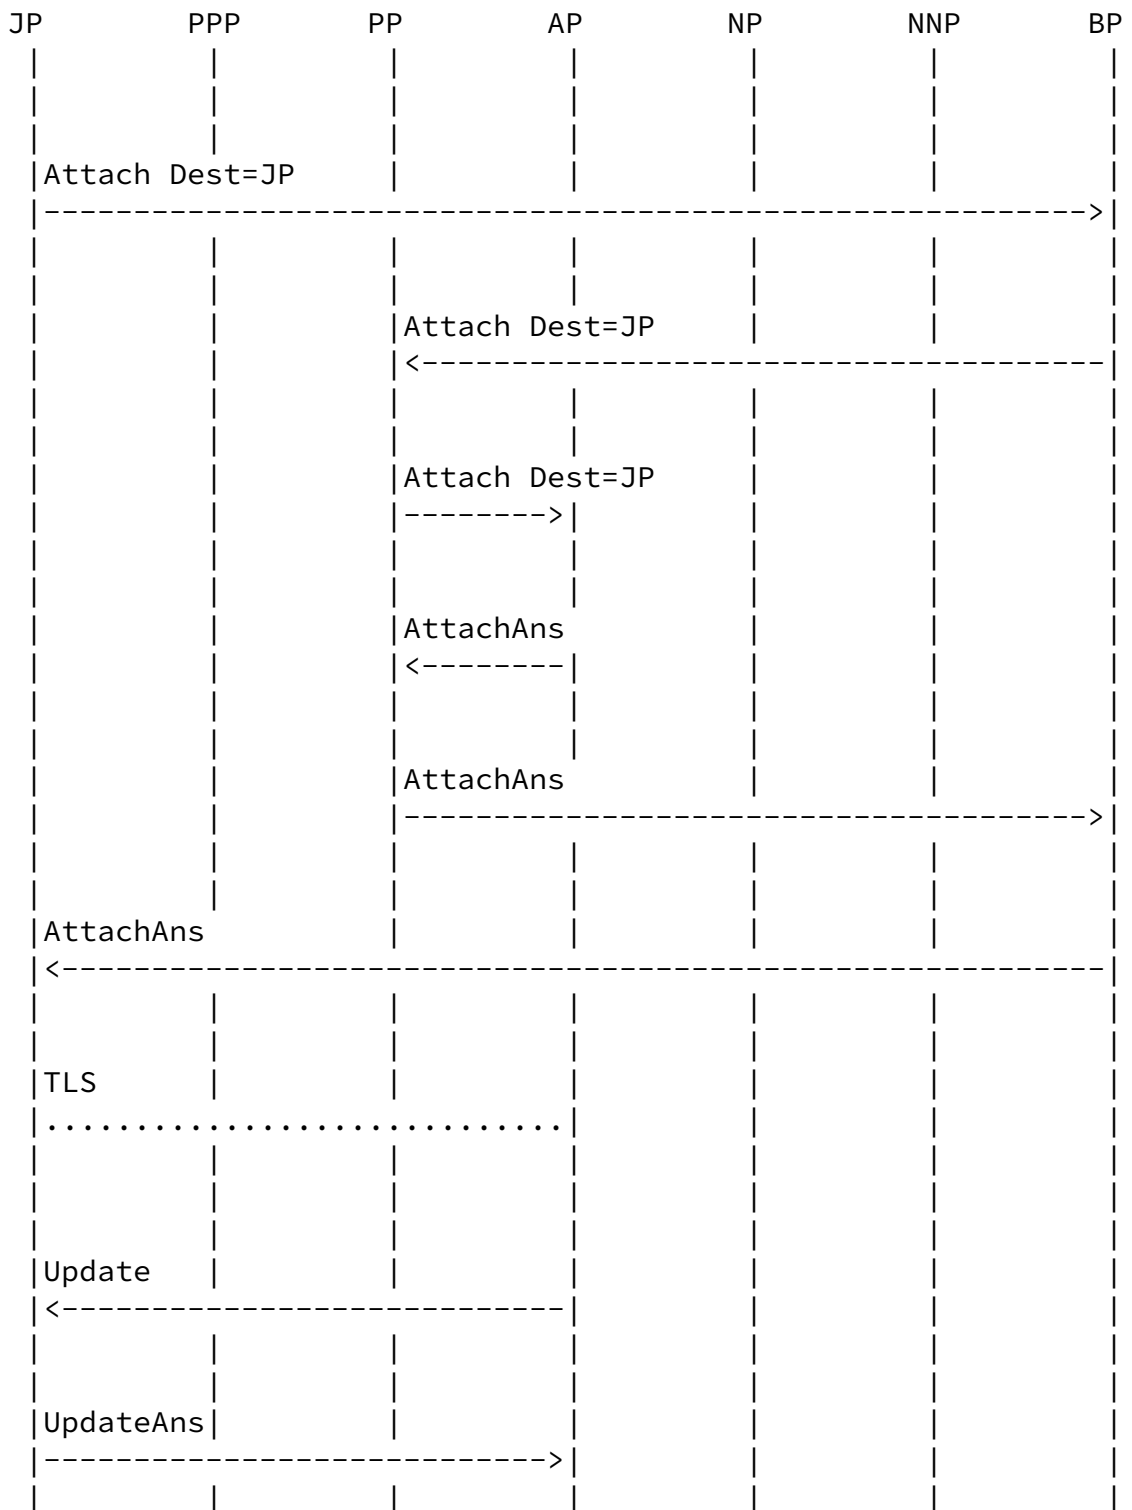 JP PPP PP AP NP NNP BP
Attach Dest=JP
Attach Dest=JP
Attach Dest=JP
AttachAns
AttachAns
AttachAns
TLS
Update
UpdateAns